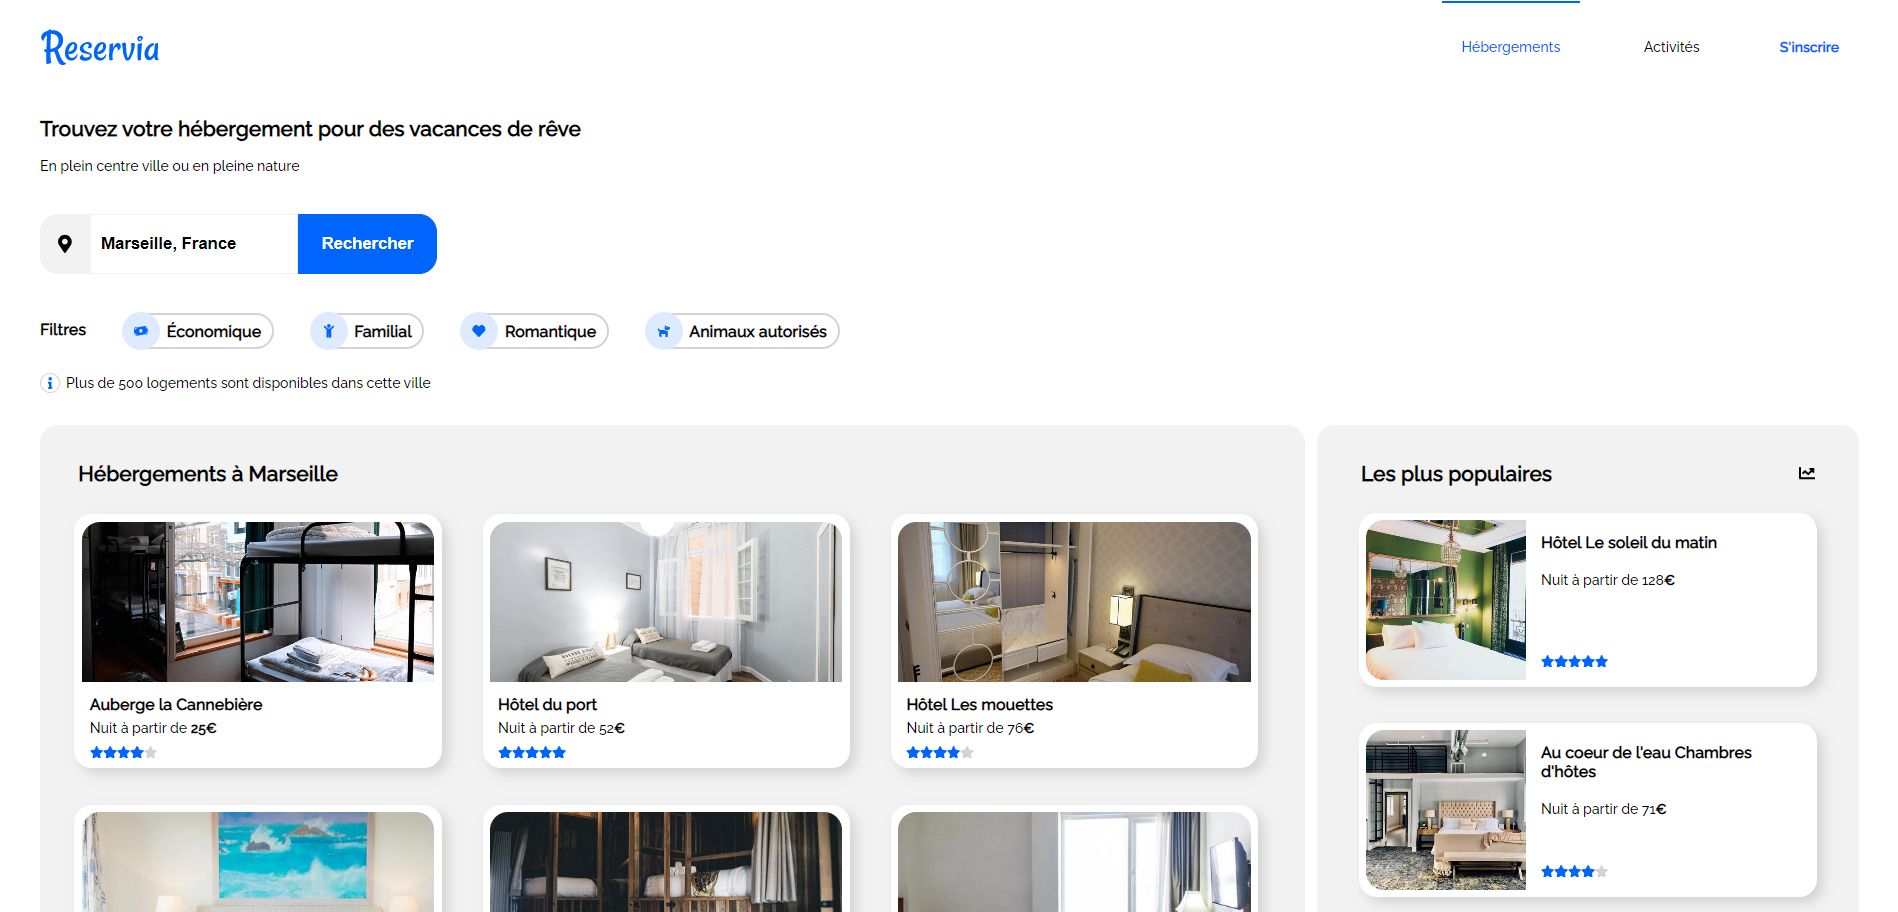 Reservia
Hébergements
Activités
S'inscrire
Trouvez votre hébergement pour des vacances de rêve
En plein centre ville ou en pleine nature
Marseille, France
Rechercher
Filtres
Économique
Familial
Romantique
Animaux autorisés
Plus de 500 logements sont disponibles dans cette ville
Hébergements à Marseille
Auberge la Cannebière
Nuit à partir de 25€
Hôtel du port
Nuit à partir de 52€
Hôtel Les mouettes
Nuit à partir de 76€
Les plus populaires
Hôtel Le soleil du matin
Nuit à partir de 128€
Au coeur de l'eau Chambres
d'hôtes
Nuit à partir de 71€